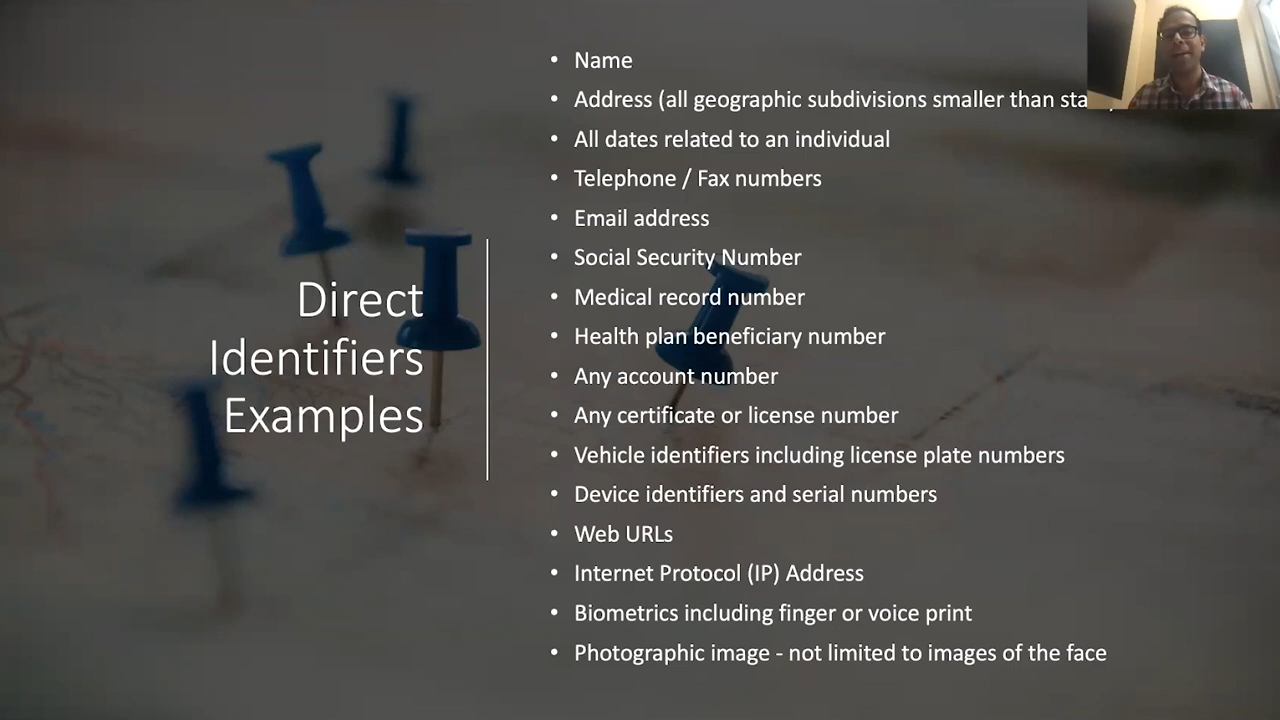 Direct
Identifiers
Examples
• Name
• Address (all geographic subdivisions smaller than
• All dates related to an individual
• Telephone / Fax numbers
• Email address
• Social Security Number
• Medical record number
• Health plan beneficiary number
• Any account number
• Any certificate or license number
• Vehicle identifiers including license plate numbers
• Device identifiers and serial numbers
• Web URLs
• Internet Protocol (IP) Address
• Biometrics including finger or voice print
• Photographic image - not limited to images of the face